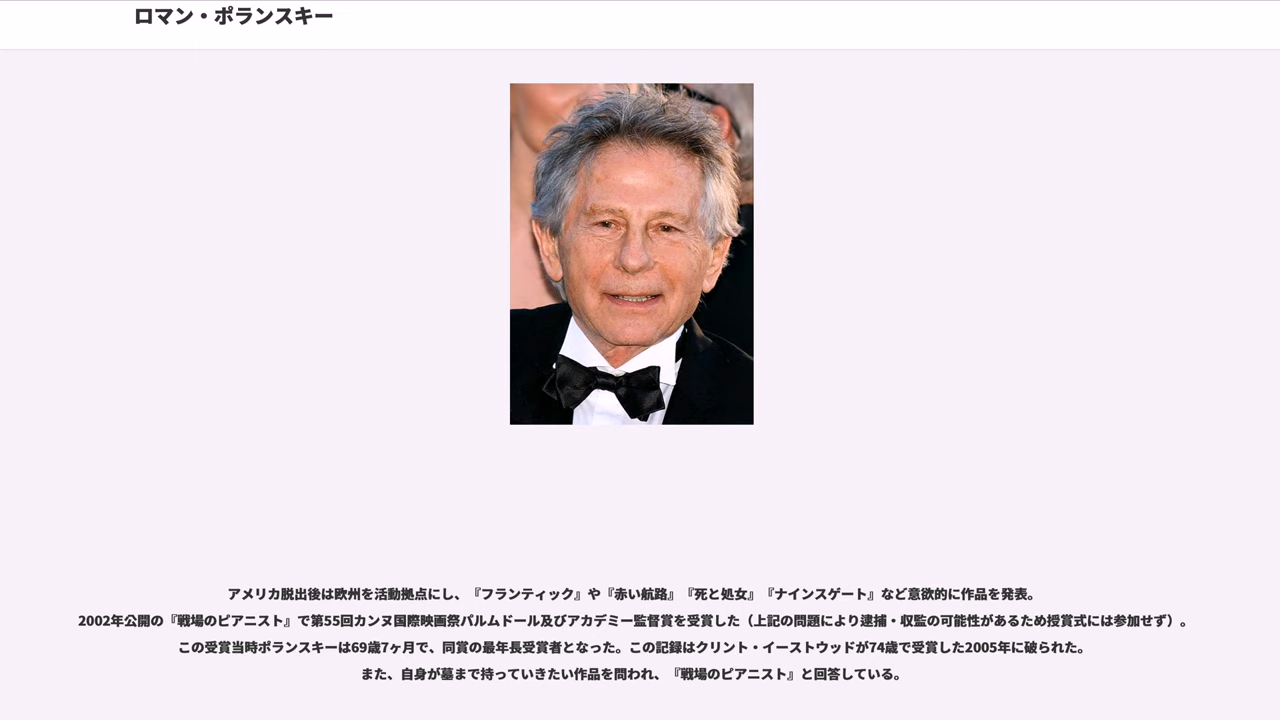 ロマン・ポランスキー
アメリカ脱出後は欧州を活動拠点にし、『フランティック』や『赤い航路』『死と処女』『ナインスゲート』など意欲的に作品を発表。
2002年公開の『戦場のピアニスト』で第55回カンヌ国際映画祭パルムドール及びアカデミー監督賞を受賞した（上記の問題により逮捕・収監の可能性があるため授賞式には参加せず）。
この受賞当時ポランスキーは69歳7ヶ月で、同賞の最年長受賞者となった。この記録はクリント・イーストウッドが74歳で受賞した2005年に破られた。
また、自身が墓まで持っていきたい作品を問われ、『戦場のピアニスト』と回答している。